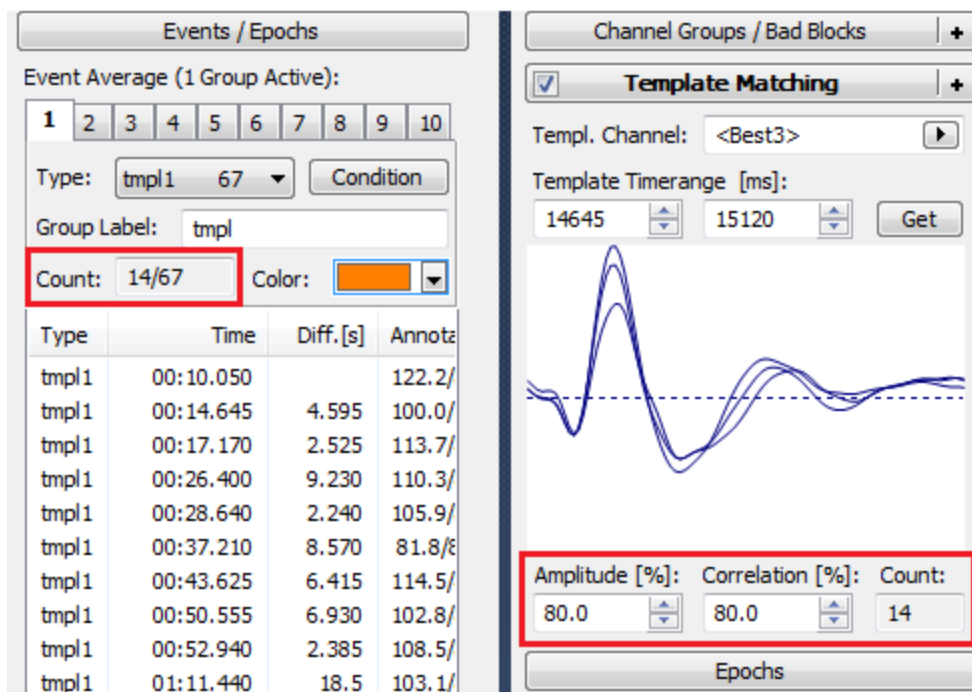 Events / Epochs
Event Average (1 Group Active):
1 2 3 4 5 6 7 8 9 10
Type: tmpl1 67 Condition
Group Label: tmpl
Count: 14/67 Color:
Type Time Diff.[s] Annota
tmpl1 00:10.050 122.2/
tmpl1 00:14.645 4.595 100.0/
tmpl1 00:17.170 2.525 113.7/
tmpl1 00:26.400 9.230 110.3/
tmpl1 00:28.640 2.240 105.9/
tmpl1 00:37.210 8.570 81.8/
tmpl1 00:43.625 6.415 114.5/
tmpl1 00:50.555 6.930 102.8/
tmpl1 00:52.940 2.385 108.5/
tmpl1 01:11.440 18.5 103.1/
Channel Groups / Bad Blocks +
Template Matching +
Templ. Channel: <Best3>
Template Timerange [ms]:
14645 15120 Get
Amplitude [%]: Correlation [%]: Count:
80.0 80.0 14
Epochs